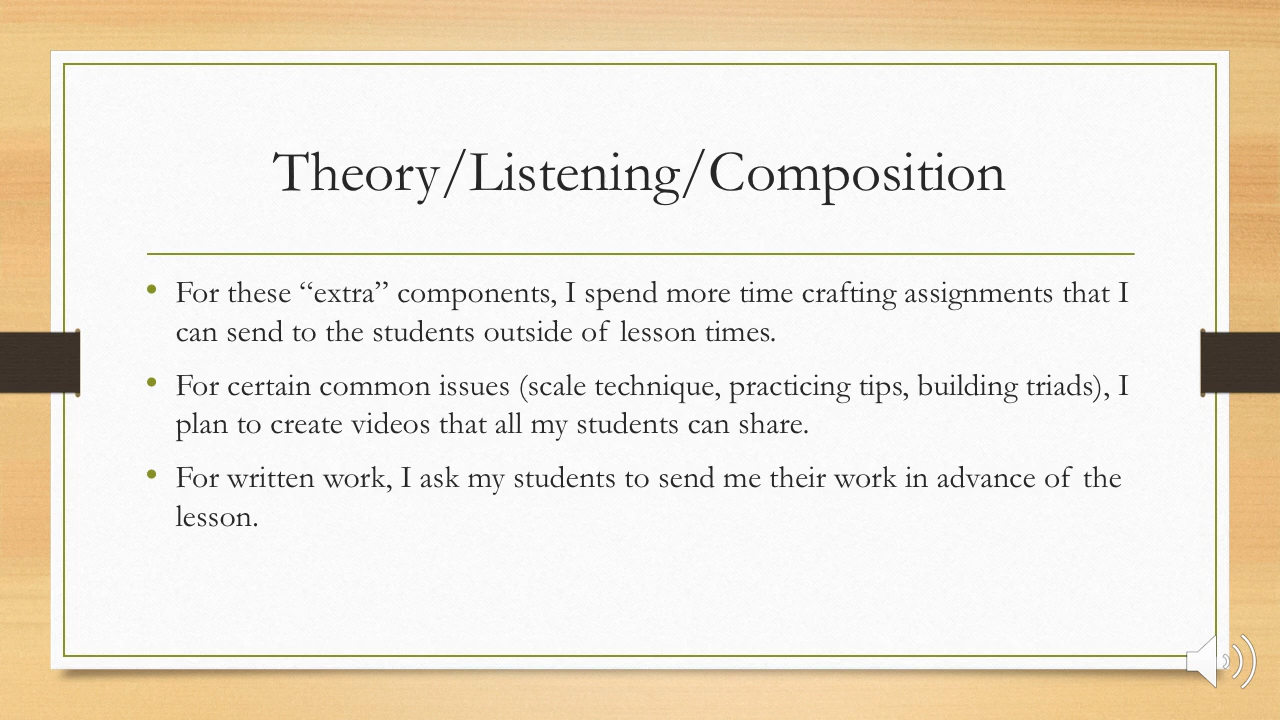 Theory/Listening/Composition
• For these “extra” components, I spend more time crafting assignments that I
can send to the students outside of lesson times.
• For certain common issues (scale technique, practicing tips, building triads), I
plan to create videos that all my students can share.
• For written work, I ask my students to send me their work in advance of the
lesson.